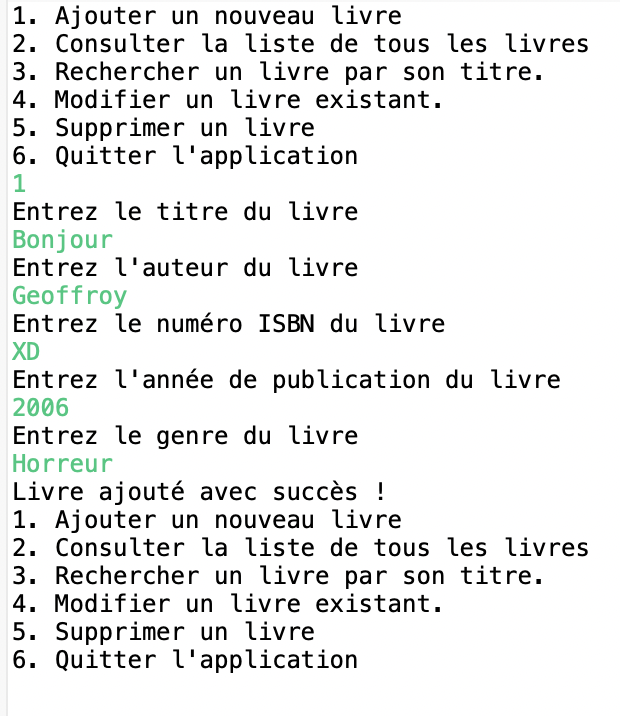 1. Ajouter un nouveau livre
2. Consulter la liste de tous les livres
3. Rechercher un livre par son titre.
4. Modifier un livre existant.
5. Supprimer un livre
6. Quitter l'application
1
Entrez le titre du livre
Bonjour
Entrez l'auteur du livre
Geoffroy
Entrez le numéro ISBN du livre
XD
Entrez l'année de publication du livre
2006
Entrez le genre du livre
Horreur
Livre ajouté avec succès !
1. Ajouter un nouveau livre
2. Consulter la liste de tous les livres
3. Rechercher un livre par son titre.
4. Modifier un livre existant.
5. Supprimer un livre
6. Quitter l'application